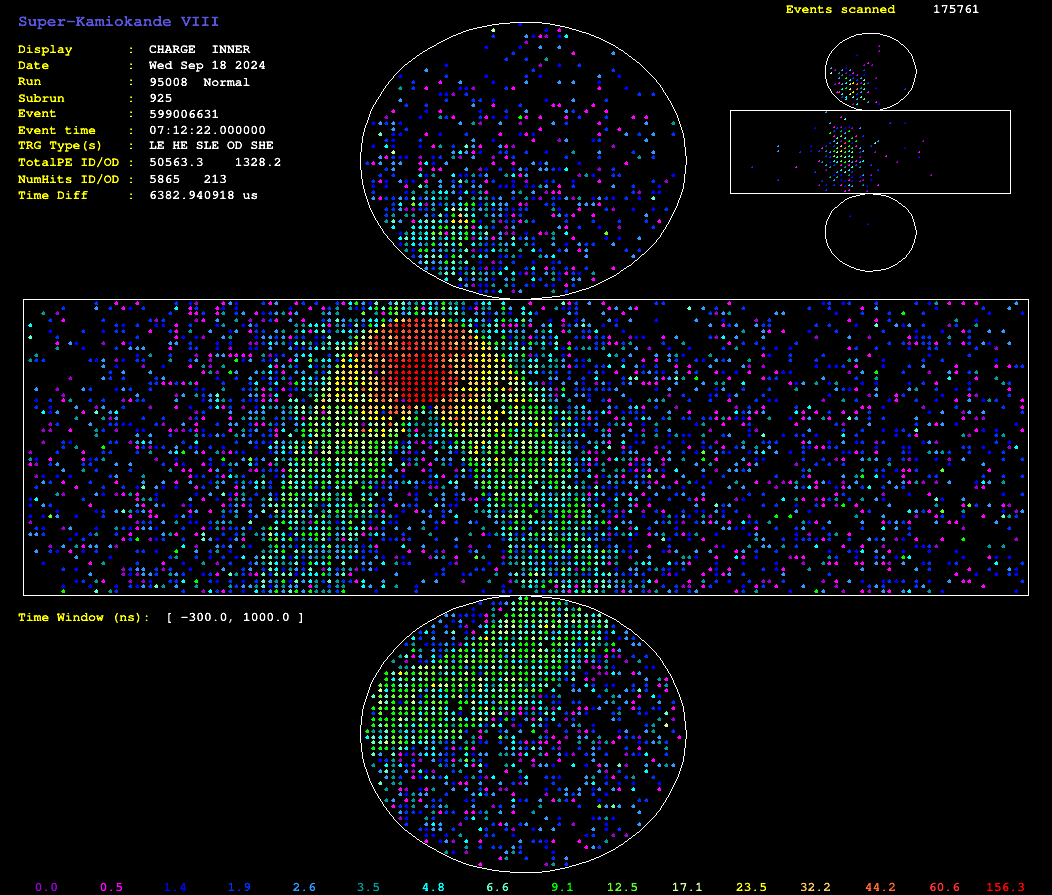 Super-Kamiokande VIII
Events scanned 175761
Display : CHARGE INNER
Date : Wed Sep 18 2024
Run : 95008 Normal
Subrun : 925
Event : 599006631
Event time : 07:12:22.000000
TRG Type(s) : LE HE SLE OD SHE
TotalPE ID/OD : 50563.3 1328.2
NumHits ID/OD : 5865 213
Time Diff : 6382.940918 us
Time Window (ns): [ -300.0, 1000.0 ]
0.0 0.5 1.4 1.9 2.6 3.5 4.8 6.6 9.1 12.5 17.1 23.5 32.2 44.2 60.6 156.3